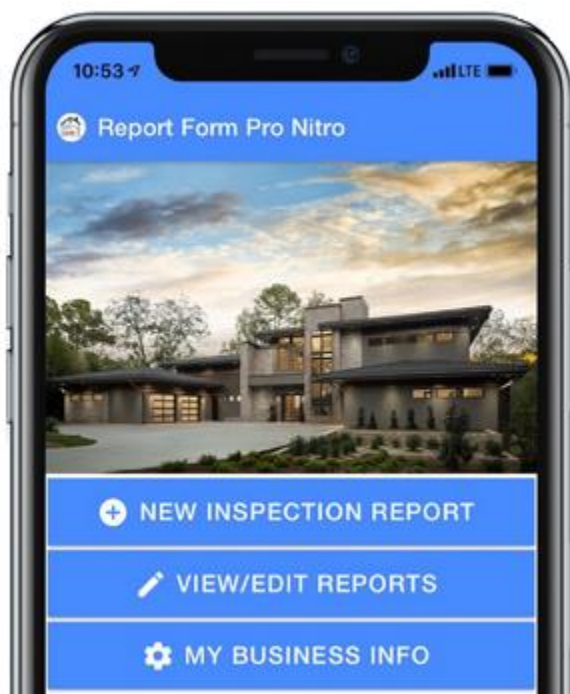 10:53
LTE
Report Form Pro Nitro
NEW INSPECTION REPORT
VIEW/EDIT REPORTS
MY BUSINESS INFO